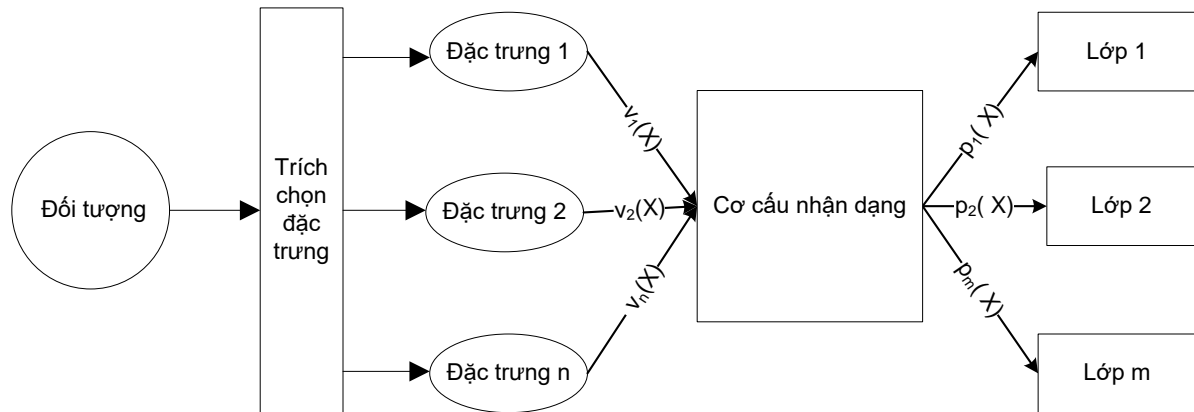 Đối tượng
Trích
chọn
đặc
trưng
Đặc trưng 1
Đặc trưng 2
Đặc trưng n
v₁(X)
v₂(X)
vₙ(X)
Cơ cấu nhận dạng
p₁( X)
p₂( X)
pₘ( X)
Lớp 1
Lớp 2
Lớp m